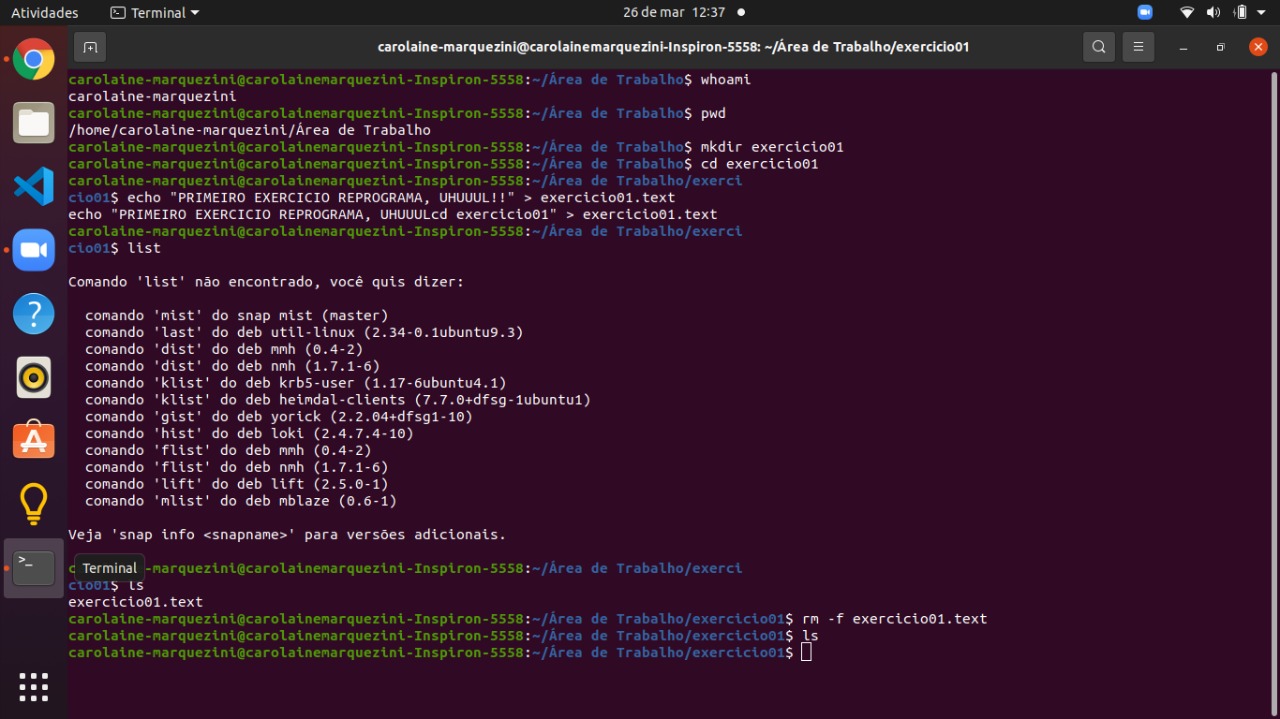 Atividades
Terminal
26 de mar 12:37
carolaine-marquezini@carolainemarquezini-Inspiron-5558: ~/Área de Trabalho/exercicio01
carolaine-marquezini@carolainemarquezini-Inspiron-5558:~/Área de Trabalho$ whoami
carolaine-marquezini
carolaine-marquezini@carolainemarquezini-Inspiron-5558:~/Área de Trabalho$ pwd
/home/carolaine-marquezini/Área de Trabalho
carolaine-marquezini@carolainemarquezini-Inspiron-5558:~/Área de Trabalho$ mkdir exercicio01
carolaine-marquezini@carolainemarquezini-Inspiron-5558:~/Área de Trabalho$ cd exercicio01
carolaine-marquezini@carolainemarquezini-Inspiron-5558:~/Área de Trabalho/exerci
cio01$ echo "PRIMEIRO EXERCICIO REPROGRAMA, UHUUUL!!" > exercicio01.text
echo "PRIMEIRO EXERCICIO REPROGRAMA, UHUUULcd exercicio01" > exercicio01.text
carolaine-marquezini@carolainemarquezini-Inspiron-5558:~/Área de Trabalho/exerci
cio01$ list
Comando 'list' não encontrado, você quis dizer:
comando 'mist' do snap mist (master)
comando 'last' do deb util-linux (2.34-0.1ubuntu9.3)
comando 'dist' do deb mmh (0.4-2)
comando 'dist' do deb nmh (1.7.1-6)
comando 'klist' do deb krb5-user (1.17-6ubuntu4.1)
comando 'klist' do deb heimdal-clients (7.7.0+dfsg-1ubuntu1)
comando 'gist' do deb yorick (2.2.04+dfsg1-10)
comando 'hist' do deb loki (2.4.7.4-10)
comando 'flist' do deb mmh (0.4-2)
comando 'flist' do deb nmh (1.7.1-6)
comando 'lift' do deb lift (2.5.0-1)
comando 'mlist' do deb mblaze (0.6-1)
Veja 'snap info <snapname>' para versões adicionais.
Terminal
c -marquezini@carolainemarquezini-Inspiron-5558:~/Área de Trabalho/exerci
cio01$ ls
exercicio01.text
carolaine-marquezini@carolainemarquezini-Inspiron-5558:~/Área de Trabalho/exercicio01$ rm -f exercicio01.text
carolaine-marquezini@carolainemarquezini-Inspiron-5558:~/Área de Trabalho/exercicio01$ ls
carolaine-marquezini@carolainemarquezini-Inspiron-5558:~/Área de Trabalho/exercicio01$